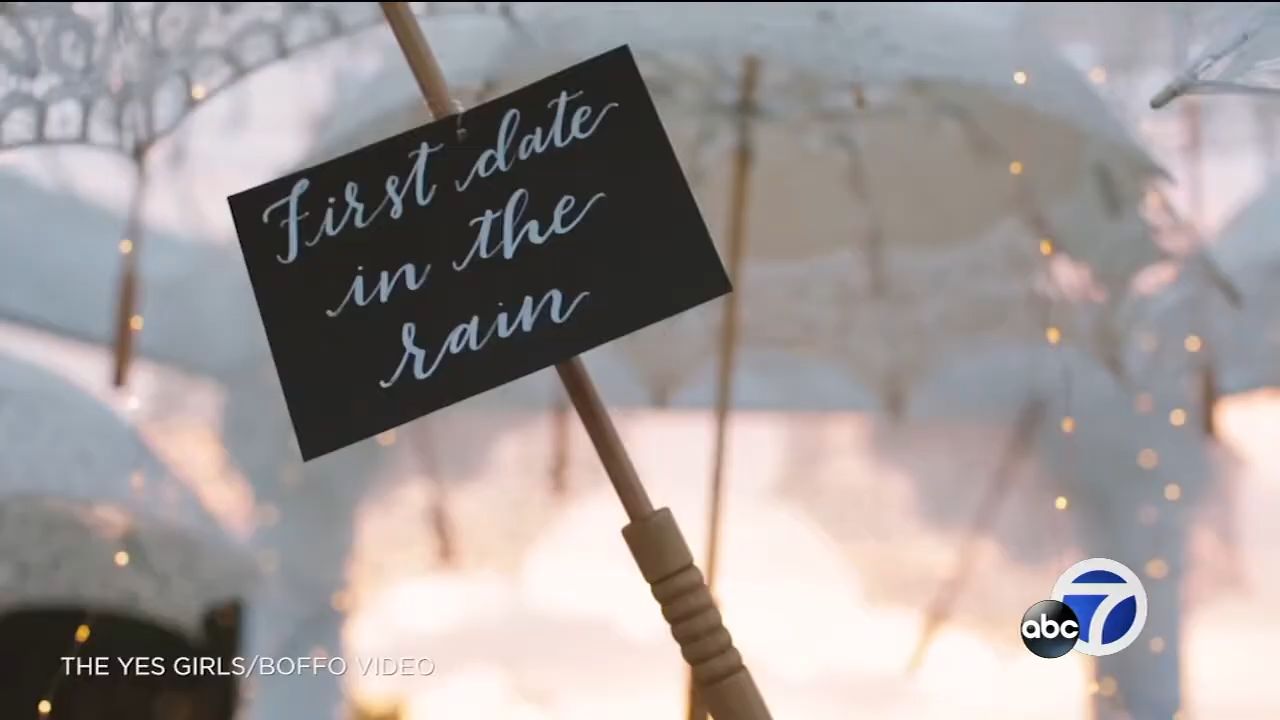 First date
in the
rain
THE YES GIRLS/BOFFO VIDEO
abc 7